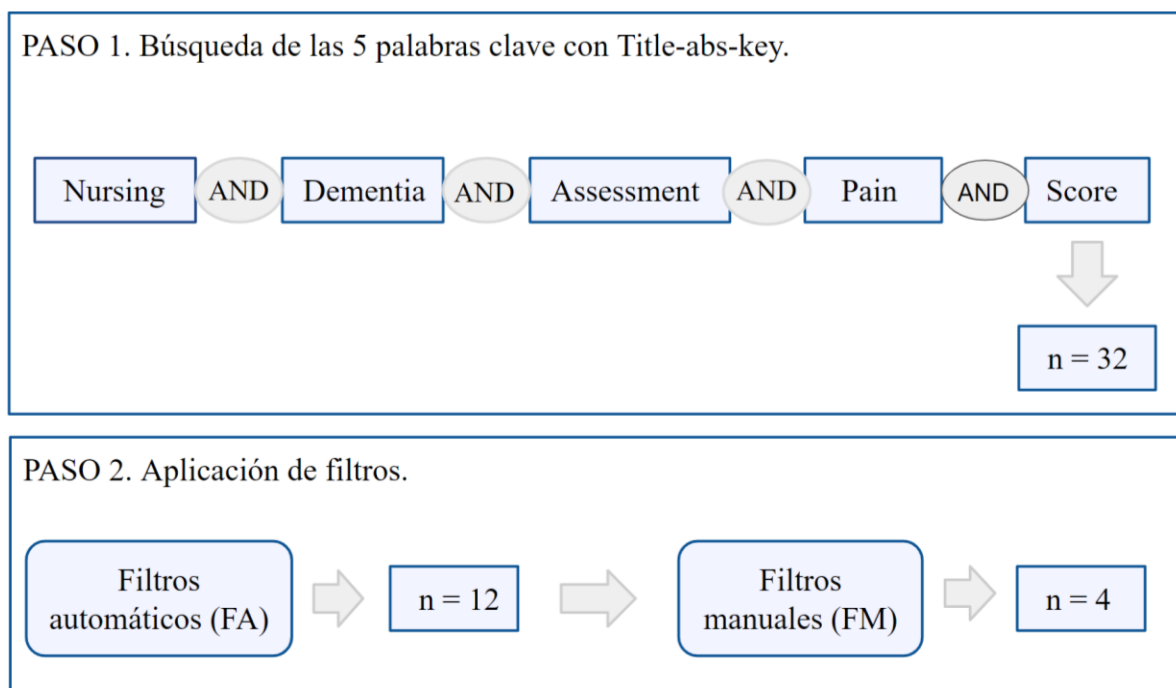 PASO 1. Búsqueda de las 5 palabras clave con Title-abs-key.
Nursing AND Dementia AND Assessment AND Pain AND Score
n = 32
PASO 2. Aplicación de filtros.
Filtros
automáticos (FA)
n = 12
Filtros
manuales (FM)
n = 4